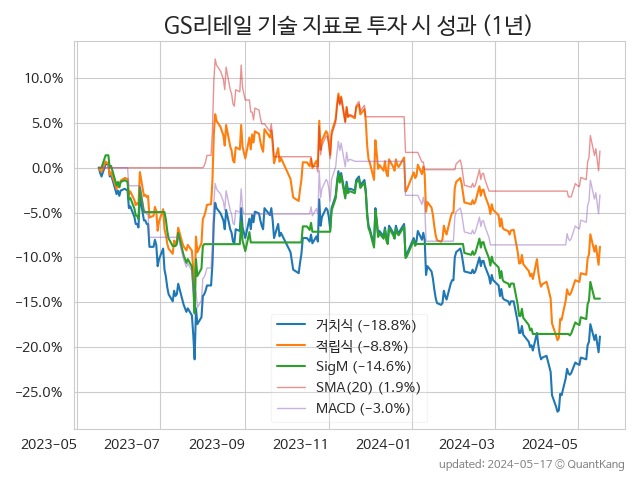 GS리테일 기술 지표로 투자 시 성과 (1년)
10.0%
5.0%
0.0%
−5.0%
−10.0%
−15.0%
−20.0%
−25.0%
거치식 (−18.8%)
적립식 (−8.8%)
SigM (−14.6%)
SMA(20) (1.9%)
MACD (−3.0%)
2023−05 2023−07 2023−09 2023−11 2024−01 2024−03 2024−05
updated: 2024−05−17 © QuantKang